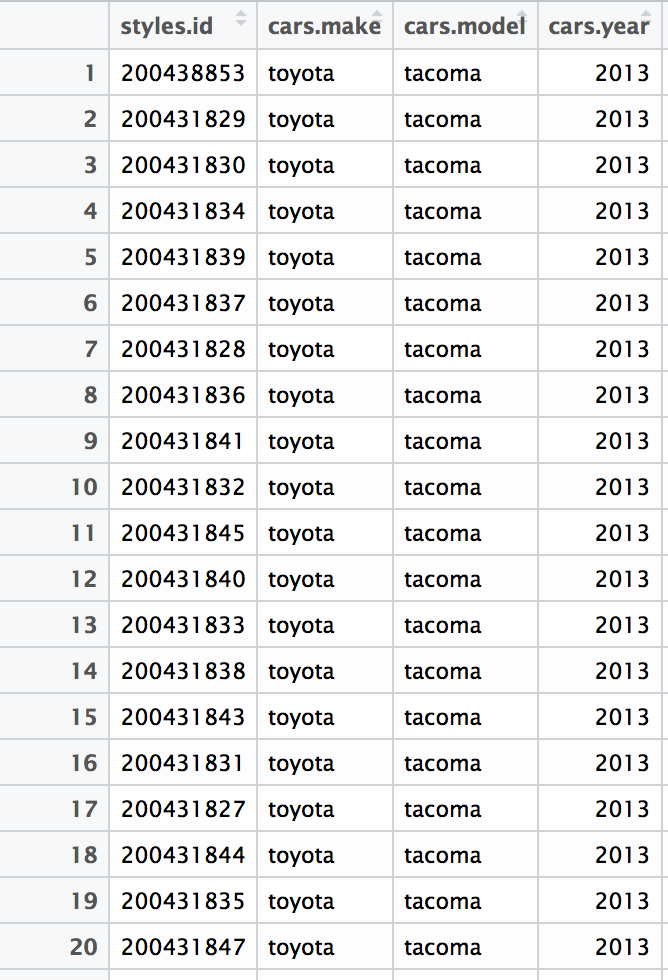 styles.id cars.make cars.model cars.year
1 200438853 toyota tacoma 2013
2 200431829 toyota tacoma 2013
3 200431830 toyota tacoma 2013
4 200431834 toyota tacoma 2013
5 200431839 toyota tacoma 2013
6 200431837 toyota tacoma 2013
7 200431828 toyota tacoma 2013
8 200431836 toyota tacoma 2013
9 200431841 toyota tacoma 2013
10 200431832 toyota tacoma 2013
11 200431845 toyota tacoma 2013
12 200431840 toyota tacoma 2013
13 200431833 toyota tacoma 2013
14 200431838 toyota tacoma 2013
15 200431843 toyota tacoma 2013
16 200431831 toyota tacoma 2013
17 200431827 toyota tacoma 2013
18 200431844 toyota tacoma 2013
19 200431835 toyota tacoma 2013
20 200431847 toyota tacoma 2013